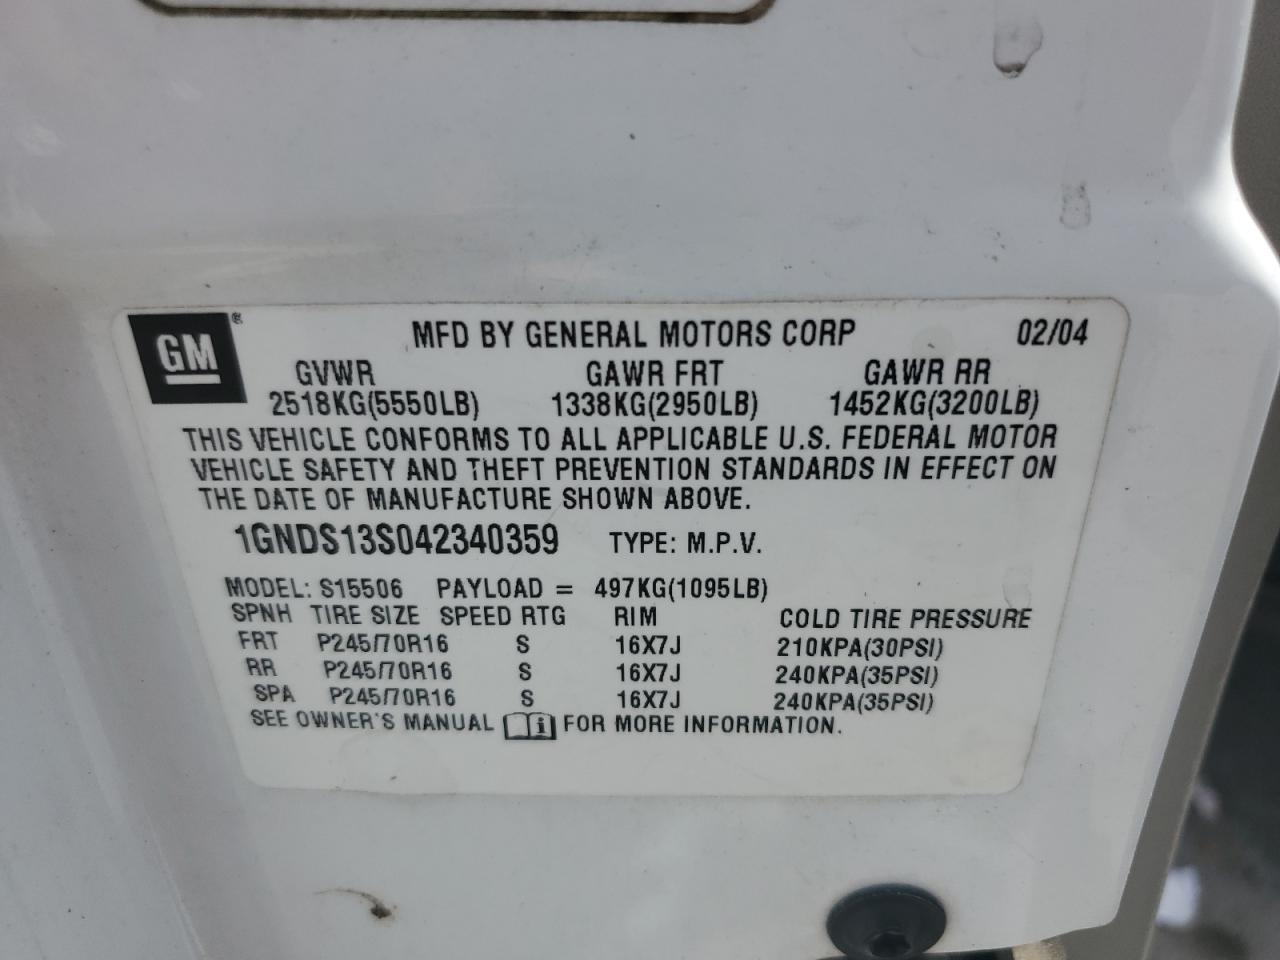 GM®
MFD BY GENERAL MOTORS CORP 02/04
GVWR GAWR FRT GAWR RR
2518KG(5550LB) 1338KG(2950LB) 1452KG(3200LB)
THIS VEHICLE CONFORMS TO ALL APPLICABLE U.S. FEDERAL MOTOR
VEHICLE SAFETY AND THEFT PREVENTION STANDARDS IN EFFECT ON
THE DATE OF MANUFACTURE SHOWN ABOVE.
1GNDS13S042340359 TYPE: M.P.V.
MODEL: S15506 PAYLOAD = 497KG(1095LB)
SPNH TIRE SIZE SPEED RTG RIM COLD TIRE PRESSURE
FRT P245/70R16 S 16X7J 210KPA(30PSI)
RR P245/70R16 S 16X7J 240KPA(35PSI)
SPA P245/70R16 S 16X7J 240KPA(35PSI)
SEE OWNER'S MANUAL i FOR MORE INFORMATION.